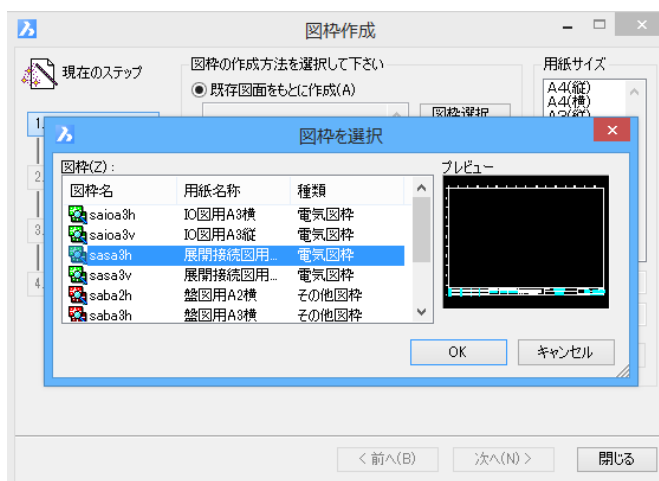 図枠作成
現在のステップ
図枠の作成方法を選択して下さい
既存図面をもとに作成(A)
図枠選択
用紙サイズ
A4(縦)
A4(横)
A3(縦)
1.
2.
3.
4.
図枠を選択
図枠(Z) :
プレビュー
図枠名 用紙名称 種類
saioa3h IO図用A3横 電気図枠
saioa3v IO図用A3縦 電気図枠
sasa3h 展開接続図用... 電気図枠
sasa3v 展開接続図用... 電気図枠
saba2h 盤図用A2横 その他図枠
saba3h 盤図用A3横 その他図枠
OK キャンセル
< 前へ(B) 次へ(N) > 閉じる